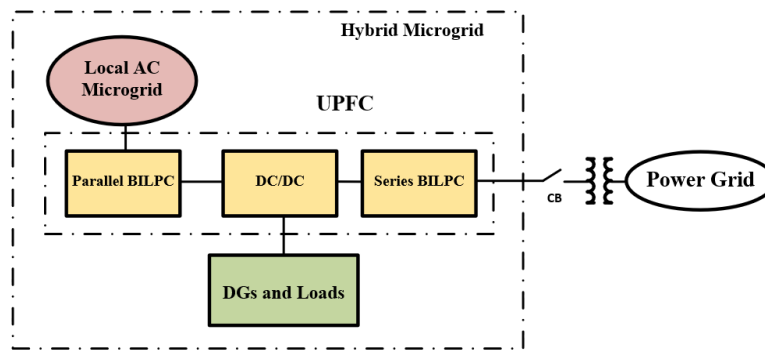 Hybrid Microgrid
Local AC
Microgrid
UPFC
Parallel BILPC
DC/DC
Series BILPC
CB
Power Grid
DGs and Loads